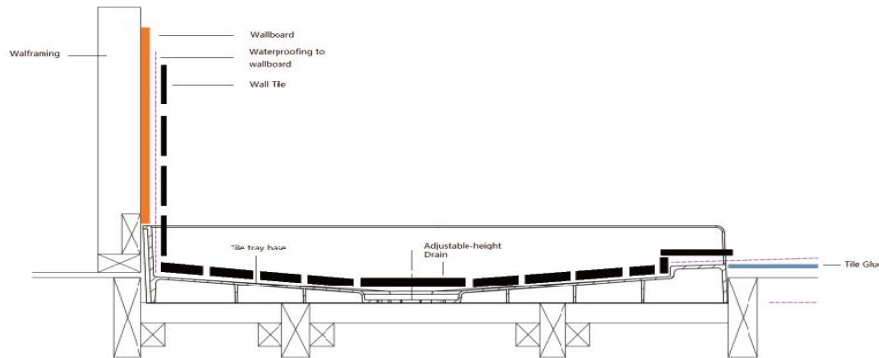 Wallboard
Walframing
Waterproofing to
wallboard
Wall Tile
Tile tray base
Adjustable-height
Drain
Tile Glue